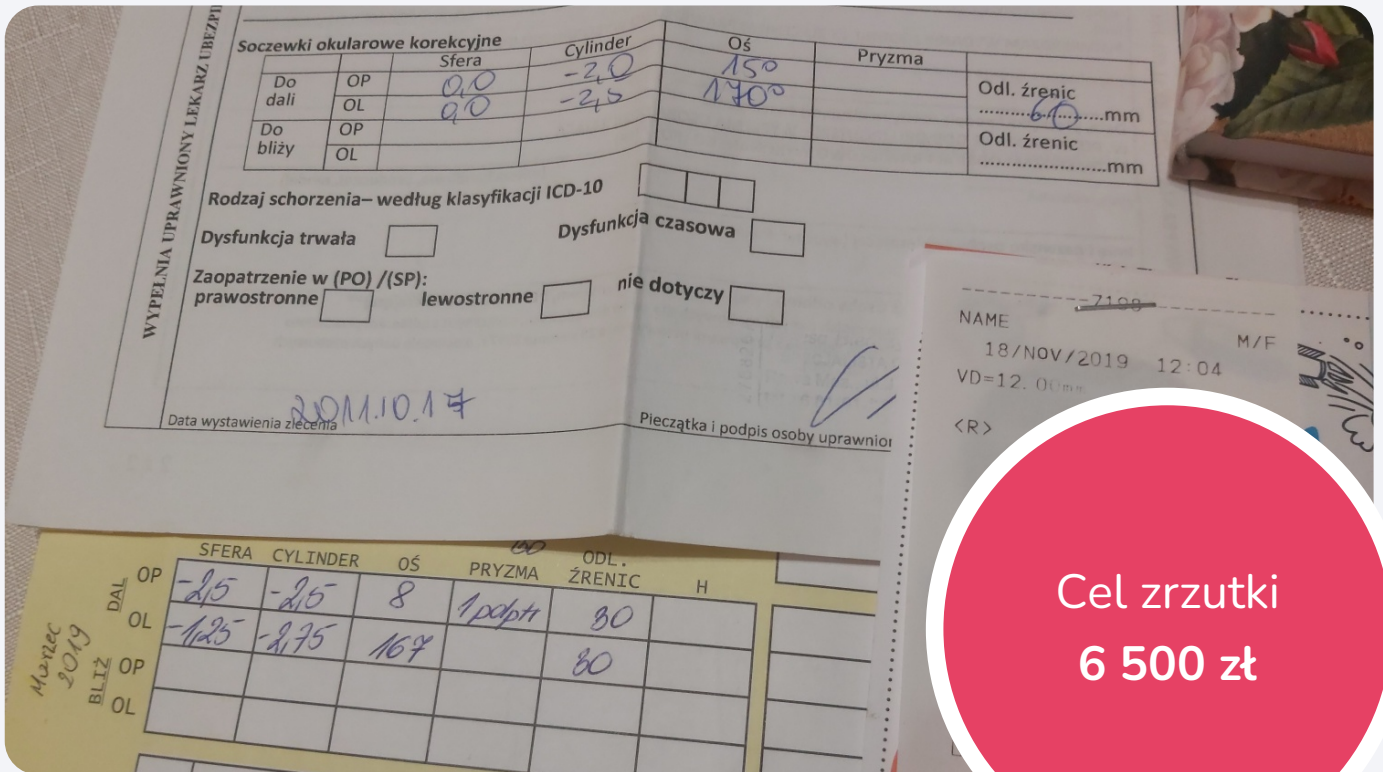 WYPEŁNIA UPRAWNIONY LEKARZ UBEZPI
Soczewki okularowe korekcyjne
Sfera Cylinder Oś Pryzma
Do dali OP 0,0 -2,0 15° Odl. źrenic
OL 0,0 -2,5 170° 60 mm
Do bliży OP Odl. źrenic
OL mm
Rodzaj schorzenia– według klasyfikacji ICD-10
Dysfunkcja trwała Dysfunkcja czasowa
Zaopatrzenie w (PO) /(SP):
prawostronne lewostronne nie dotyczy
2011.10.17
Data wystawienia zlecenia Pieczątka i podpis osoby uprawnion
7198
NAME M/F
18/NOV/2019 12:04
VD=12.00mm
<R>
60
SFERA CYLINDER OŚ PRYZMA ODL. ŹRENIC H
DAL OP -2,5 -2,5 8 1 pdptr 30
OL -1,25 -2,75 167 30
BLIŻ OP
OL
Marzec
2019
Cel zrzutki
6 500 zł